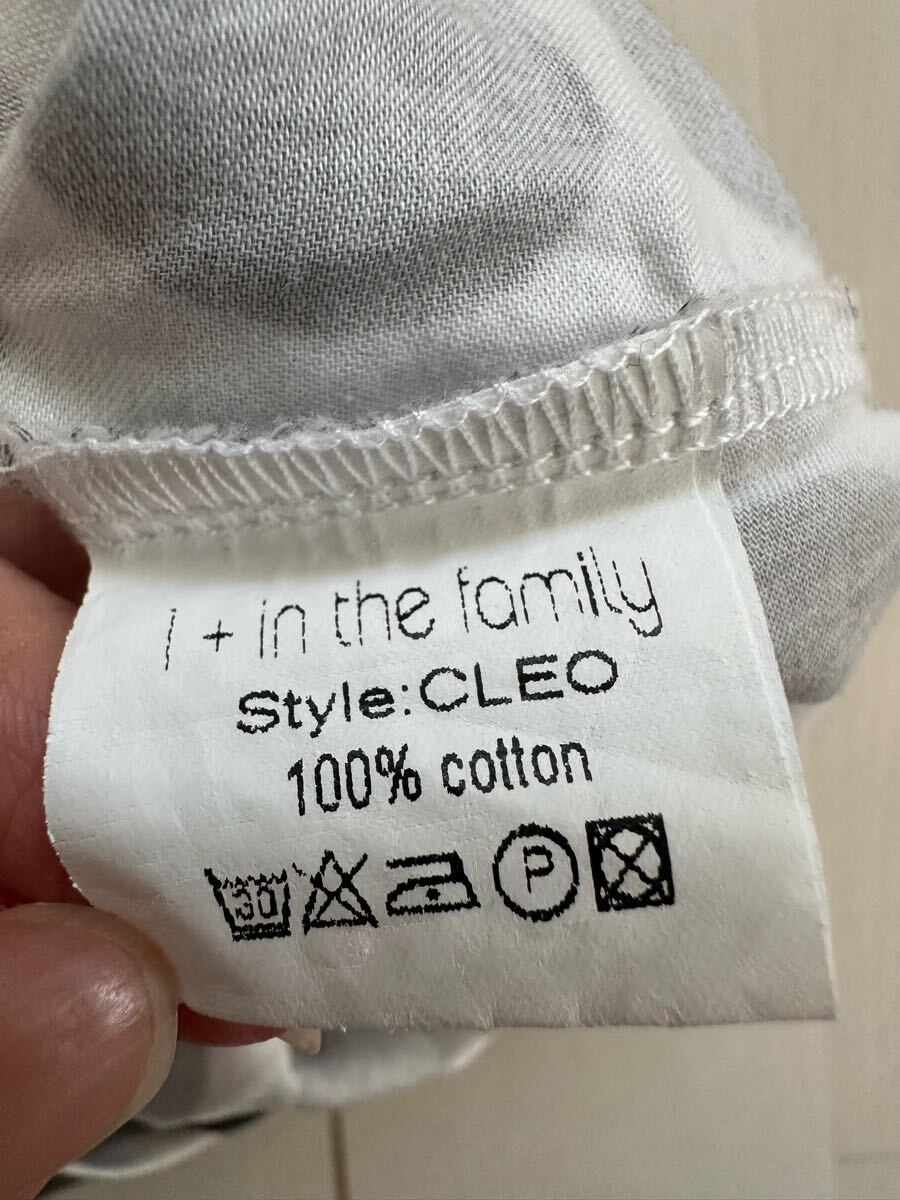 1 + in the family
Style:CLEO
100% cotton
30 P